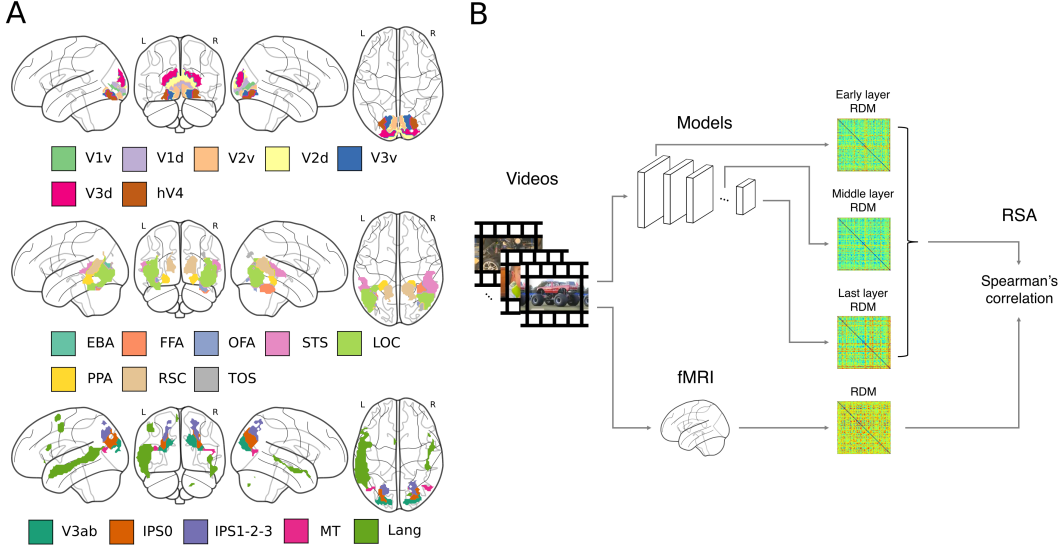 A
L R L R
V1v V1d V2v V2d V3v
V3d hV4
L R L R
EBA FFA OFA STS LOC
PPA RSC TOS
L R L R
V3ab IPS0 IPS1-2-3 MT Lang
B
Videos
Models
fMRI
Early layer
RDM
Middle layer
RDM
Last layer
RDM
RDM
RSA
Spearman's
correlation